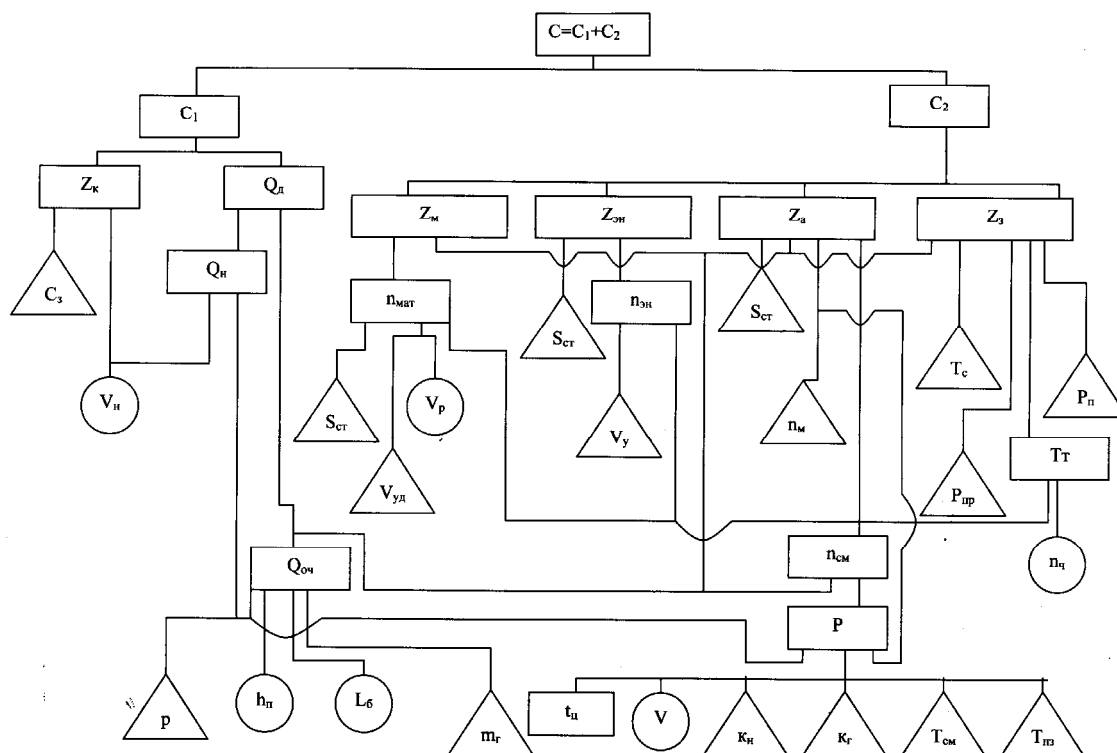 C=C₁+C₂
C₁
C₂
Zк
Qд
Zм
Zэн
Zа
Zз
Qн
Cз
nмат
Sст
nэн
Sст
Tс
Pп
Vн
Sст
Vр
Vу
nм
Vуд
Pпр
Tт
Qоч
nсм
nч
P
p
hп
Lб
mг
tц
V
кн
кг
Tсм
Tпз